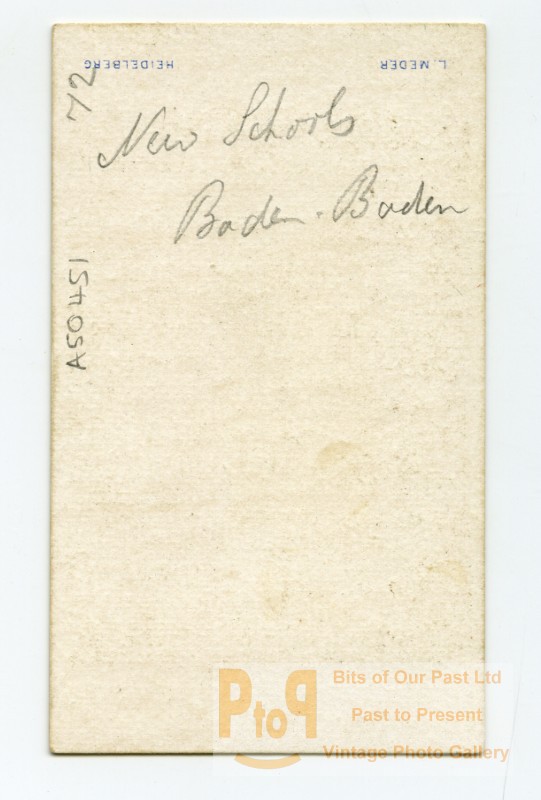 HEIDELBERG L. MEDER
72
New Schools
Baden-Baden
A50451
PtoP
Bits of Our Past Ltd
Past to Present
Vintage Photo Gallery